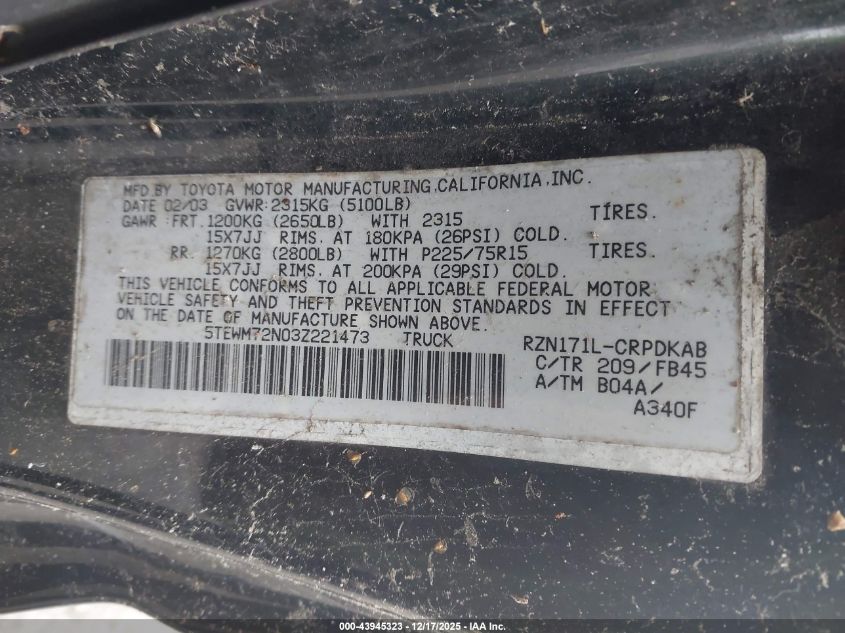 MFD BY TOYOTA MOTOR MANUFACTURING,CALIFORNIA,INC.
DATE 02/03 GVWR:2315KG (5100LB)
GAWR :FRT.1200KG (2650LB) WITH 2315 TIRES.
15X7JJ RIMS. AT 180KPA (26PSI) COLD.
RR. 1270KG (2800LB) WITH P225/75R15 TIRES.
15X7JJ RIMS. AT 200KPA (29PSI) COLD.
THIS VEHICLE CONFORMS TO ALL APPLICABLE FEDERAL MOTOR
VEHICLE SAFETY AND THEFT PREVENTION STANDARDS IN EFFECT
ON THE DATE OF MANUFACTURE SHOWN ABOVE.
5TEWM72N03Z221473 TRUCK RZN171L-CRPDKAB
C/TR 209/FB45
A/TM B04A/
A340F
000-43945323 - 12/17/2025 - IAA Inc.